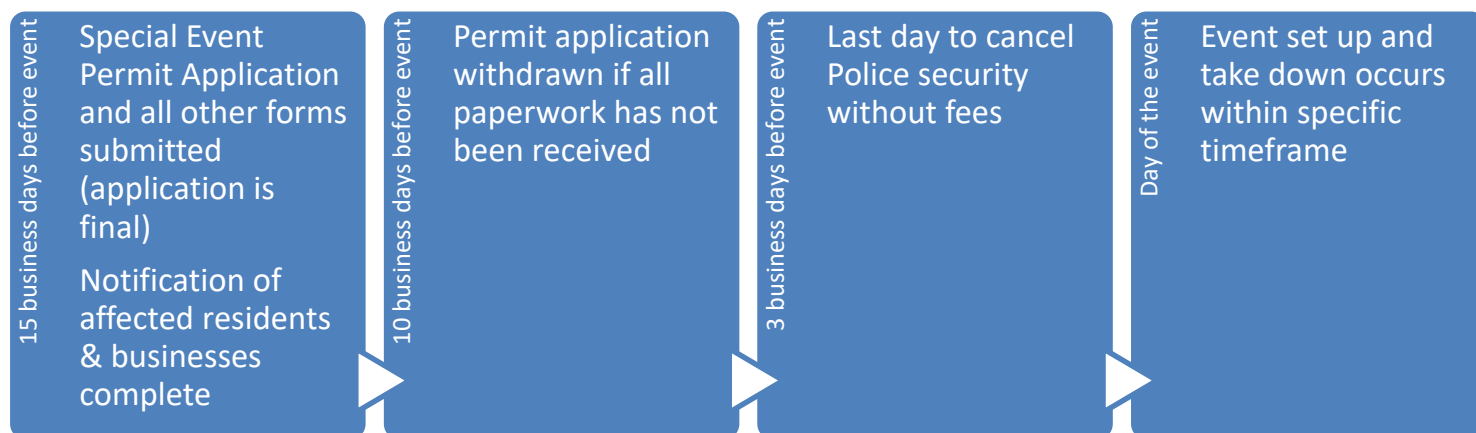 15 business days before event
Special Event
Permit Application
and all other forms
submitted
(application is
final)
Notification of
affected residents
& businesses
complete
10 business days before event
Permit application
withdrawn if all
paperwork has not
been received
3 business days before event
Last day to cancel
Police security
without fees
Day of the event
Event set up and
take down occurs
within specific
timeframe